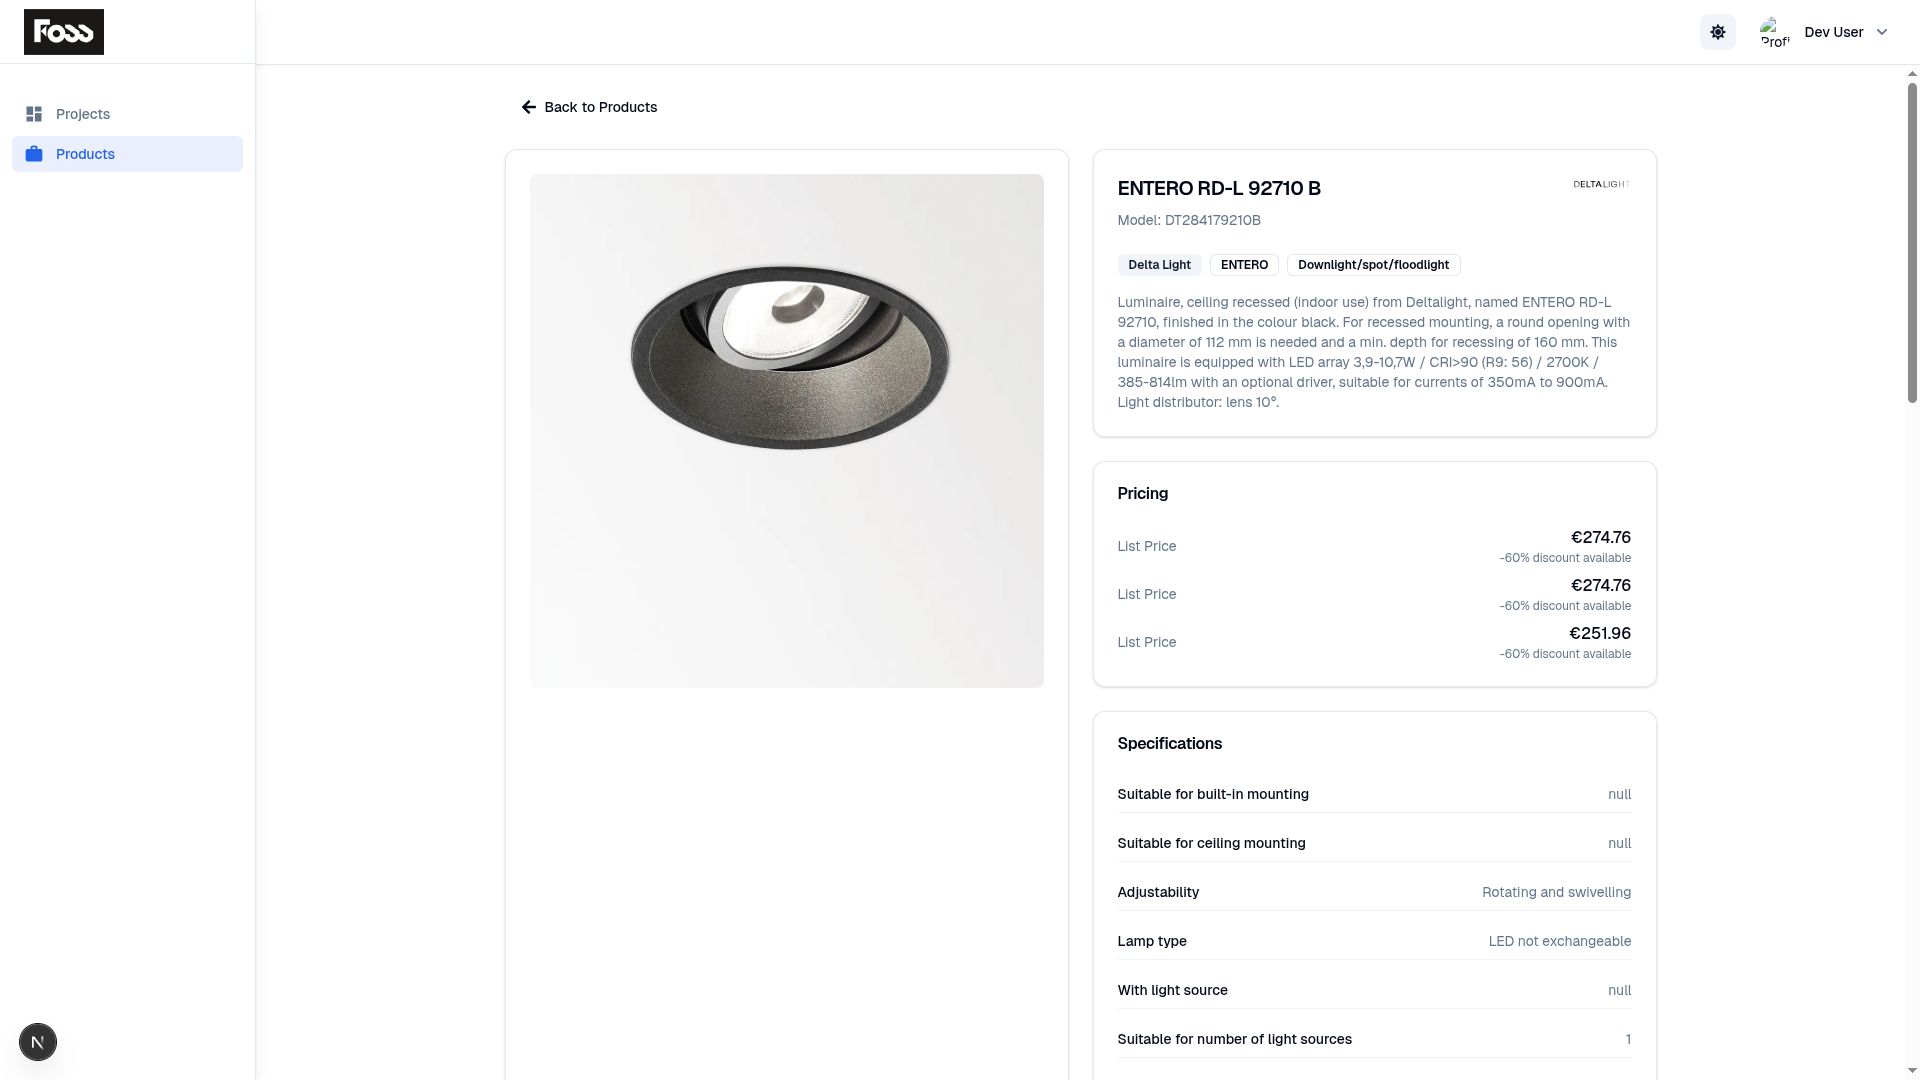 Foss
Projects
Products
Prof
Dev User
Back to Products
ENTERO RD-L 92710 B
DELTALIGHT
Model: DT284179210B
Delta Light
ENTERO
Downlight/spot/floodlight
Luminaire, ceiling recessed (indoor use) from Deltalight, named ENTERO RD-L
92710, finished in the colour black. For recessed mounting, a round opening with
a diameter of 112 mm is needed and a min. depth for recessing of 160 mm. This
luminaire is equipped with LED array 3,9-10,7W / CRI>90 (R9: 56) / 2700K /
385-814lm with an optional driver, suitable for currents of 350mA to 900mA.
Light distributor: lens 10°.
Pricing
List Price
€274.76
-60% discount available
List Price
€274.76
-60% discount available
List Price
€251.96
-60% discount available
Specifications
Suitable for built-in mounting
null
Suitable for ceiling mounting
null
Adjustability
Rotating and swivelling
Lamp type
LED not exchangeable
With light source
null
Suitable for number of light sources
1
N